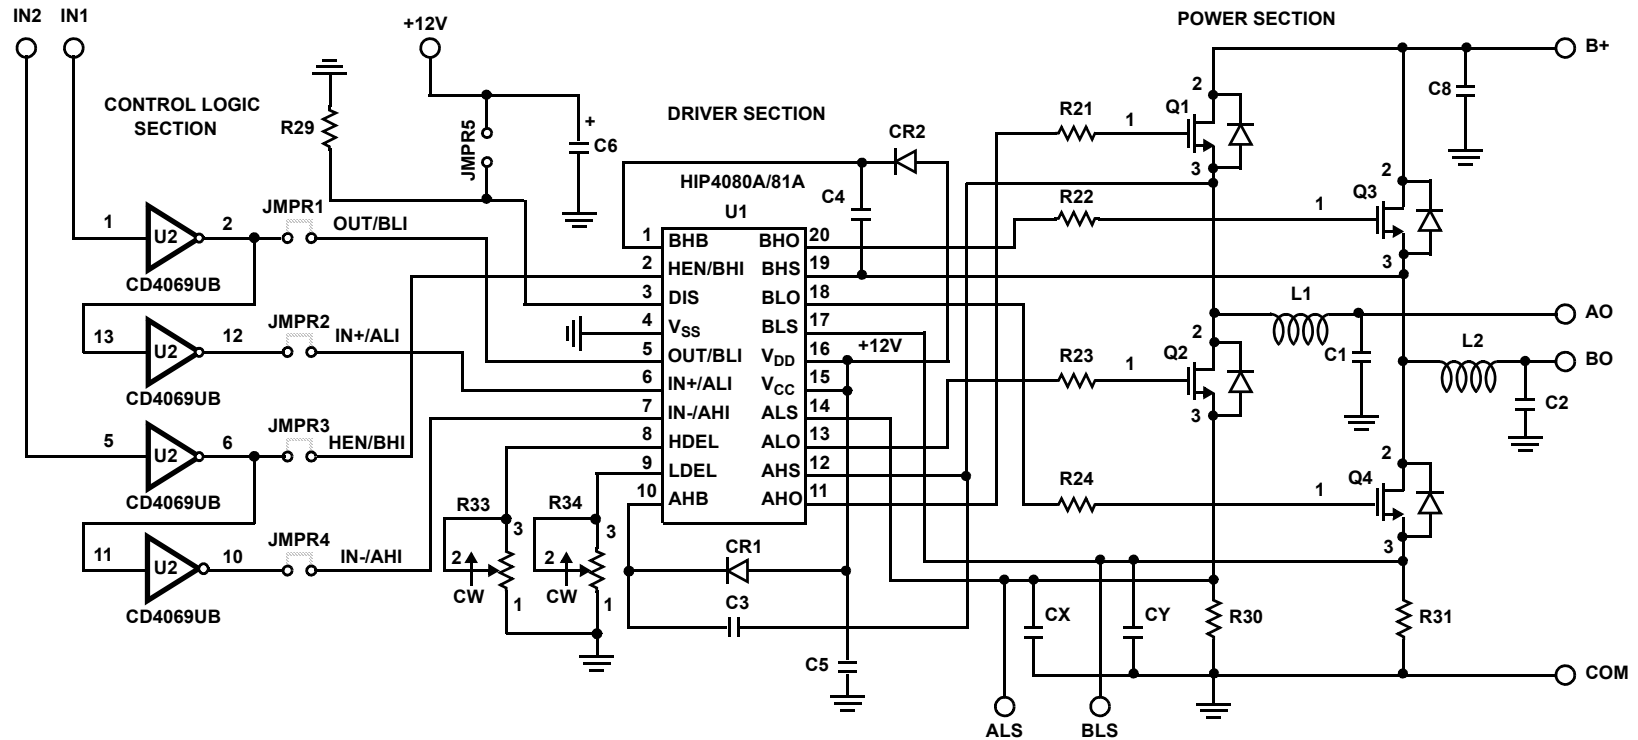 IN2 IN1
+12V
POWER SECTION
B+
CONTROL LOGIC
SECTION
R29
JMPR5
+
C6
DRIVER SECTION
CR2
C4
HIP4080A/81A
U1
R21
1
Q1
2
3
C8
R22
1
Q3
2
3
1 U2 2
CD4069UB
JMPR1
OUT/BLI
13 U2 12
CD4069UB
JMPR2
IN+/ALI
5 U2 6
CD4069UB
JMPR3
HEN/BHI
11 U2 10
CD4069UB
JMPR4
IN-/AHI
1 BHB BHO 20
2 HEN/BHI BHS 19
3 DIS BLO 18
4 VSS BLS 17
5 OUT/BLI VDD 16
6 IN+/ALI VCC 15
7 IN-/AHI ALS 14
8 HDEL ALO 13
9 LDEL AHS 12
10 AHB AHO 11
+12V
R23
1
Q2
2
3
L1
C1
AO
L2
C2
BO
R24
1
Q4
2
3
R33
3
2
CW
1
R34
3
2
CW
1
CR1
C3
C5
CX
CY
R30
R31
COM
ALS
BLS